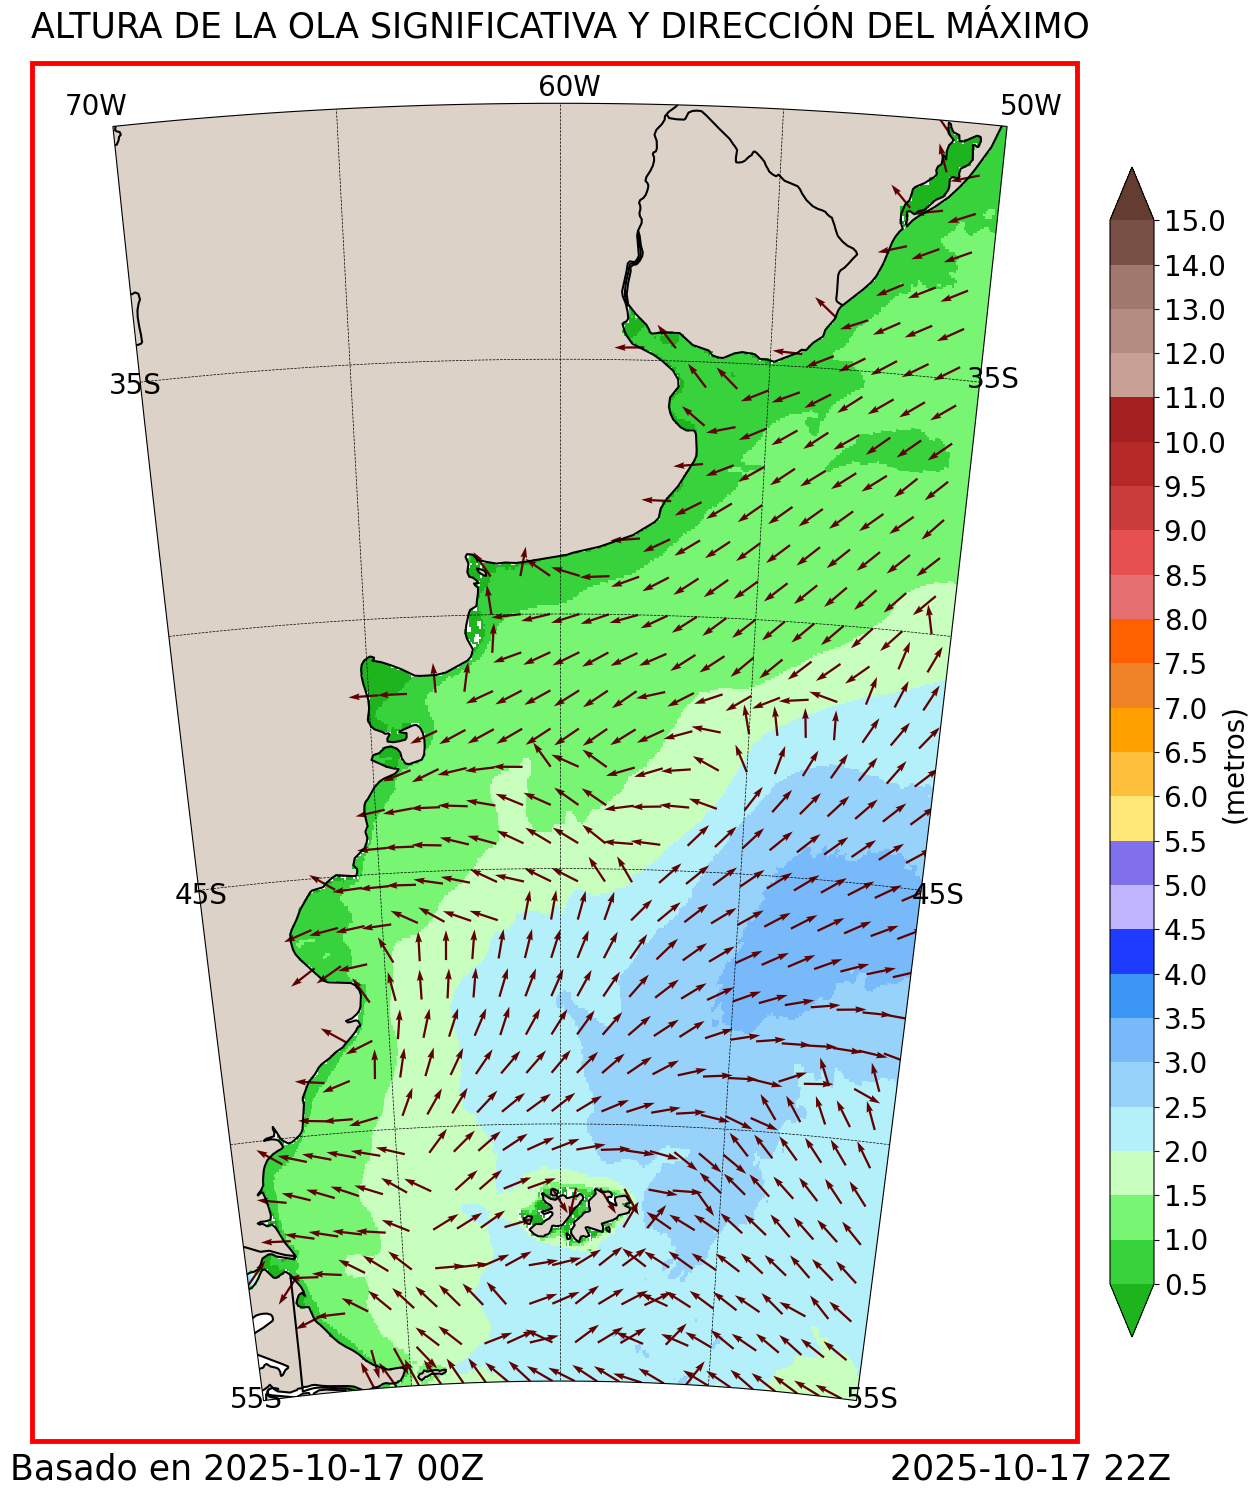 ALTURA DE LA OLA SIGNIFICATIVA Y DIRECCIÓN DEL MÁXIMO
70W
60W
50W
35S
35S
45S
45S
55S
55S
15.0
14.0
13.0
12.0
11.0
10.0
9.5
9.0
8.5
8.0
7.5
7.0
6.5
6.0
5.5
5.0
4.5
4.0
3.5
3.0
2.5
2.0
1.5
1.0
0.5
(metros)
Basado en 2025-10-17 00Z
2025-10-17 22Z